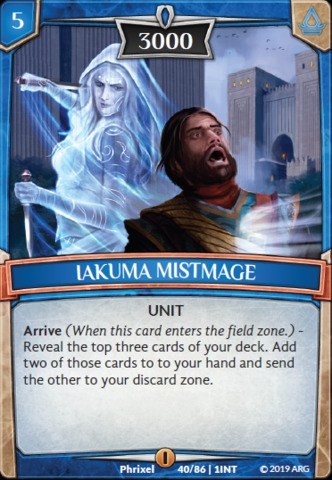 5
3000
IAKUMA MISTMAGE
UNIT
Arrive (When this card enters the field zone.) -
Reveal the top three cards of your deck. Add
two of those cards to to your hand and send
the other to your discard zone.
I
Phrixel 40/86 | 1INT © 2019 ARG